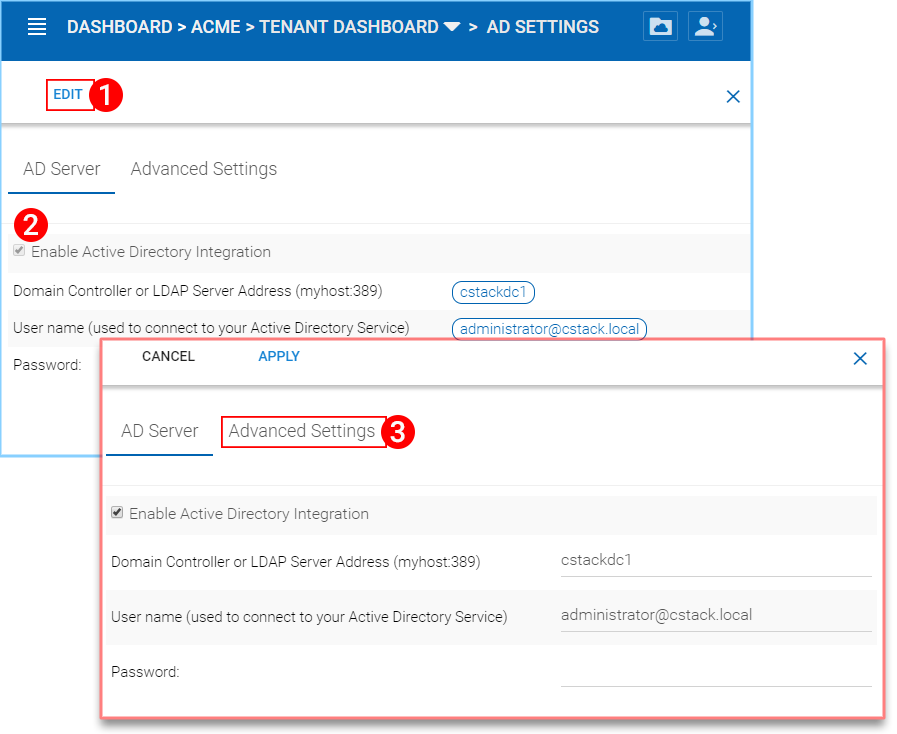 DASHBOARD > ACME > TENANT DASHBOARD > AD SETTINGS
EDIT 1
AD Server Advanced Settings
2
Enable Active Directory Integration
Domain Controller or LDAP Server Address (myhost:389) cstackdc1
User name (used to connect to your Active Directory Service) administrator@cstack.local
Password:
CANCEL APPLY
AD Server Advanced Settings 3
Enable Active Directory Integration
Domain Controller or LDAP Server Address (myhost:389) cstackdc1
User name (used to connect to your Active Directory Service) administrator@cstack.local
Password: